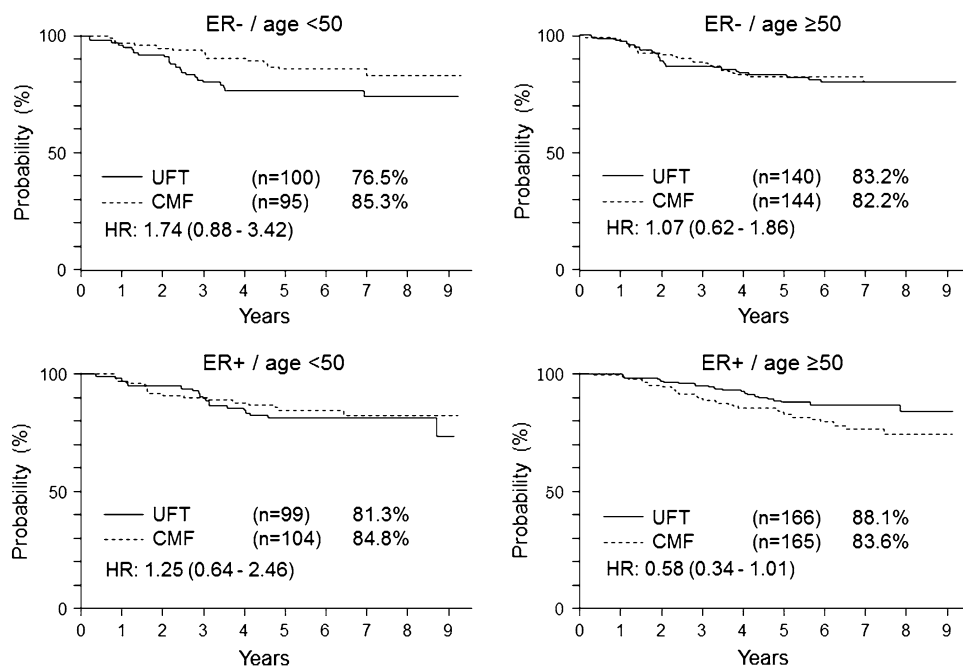 ER- / age <50
100
50
0
Probability (%)
UFT (n=100) 76.5%
CMF (n=95) 85.3%
HR: 1.74 (0.88 - 3.42)
0 1 2 3 4 5 6 7 8 9
Years
ER- / age ≥50
100
50
0
Probability (%)
UFT (n=140) 83.2%
CMF (n=144) 82.2%
HR: 1.07 (0.62 - 1.86)
0 1 2 3 4 5 6 7 8 9
Years
ER+ / age <50
100
50
0
Probability (%)
UFT (n=99) 81.3%
CMF (n=104) 84.8%
HR: 1.25 (0.64 - 2.46)
0 1 2 3 4 5 6 7 8 9
Years
ER+ / age ≥50
100
50
0
Probability (%)
UFT (n=166) 88.1%
CMF (n=165) 83.6%
HR: 0.58 (0.34 - 1.01)
0 1 2 3 4 5 6 7 8 9
Years